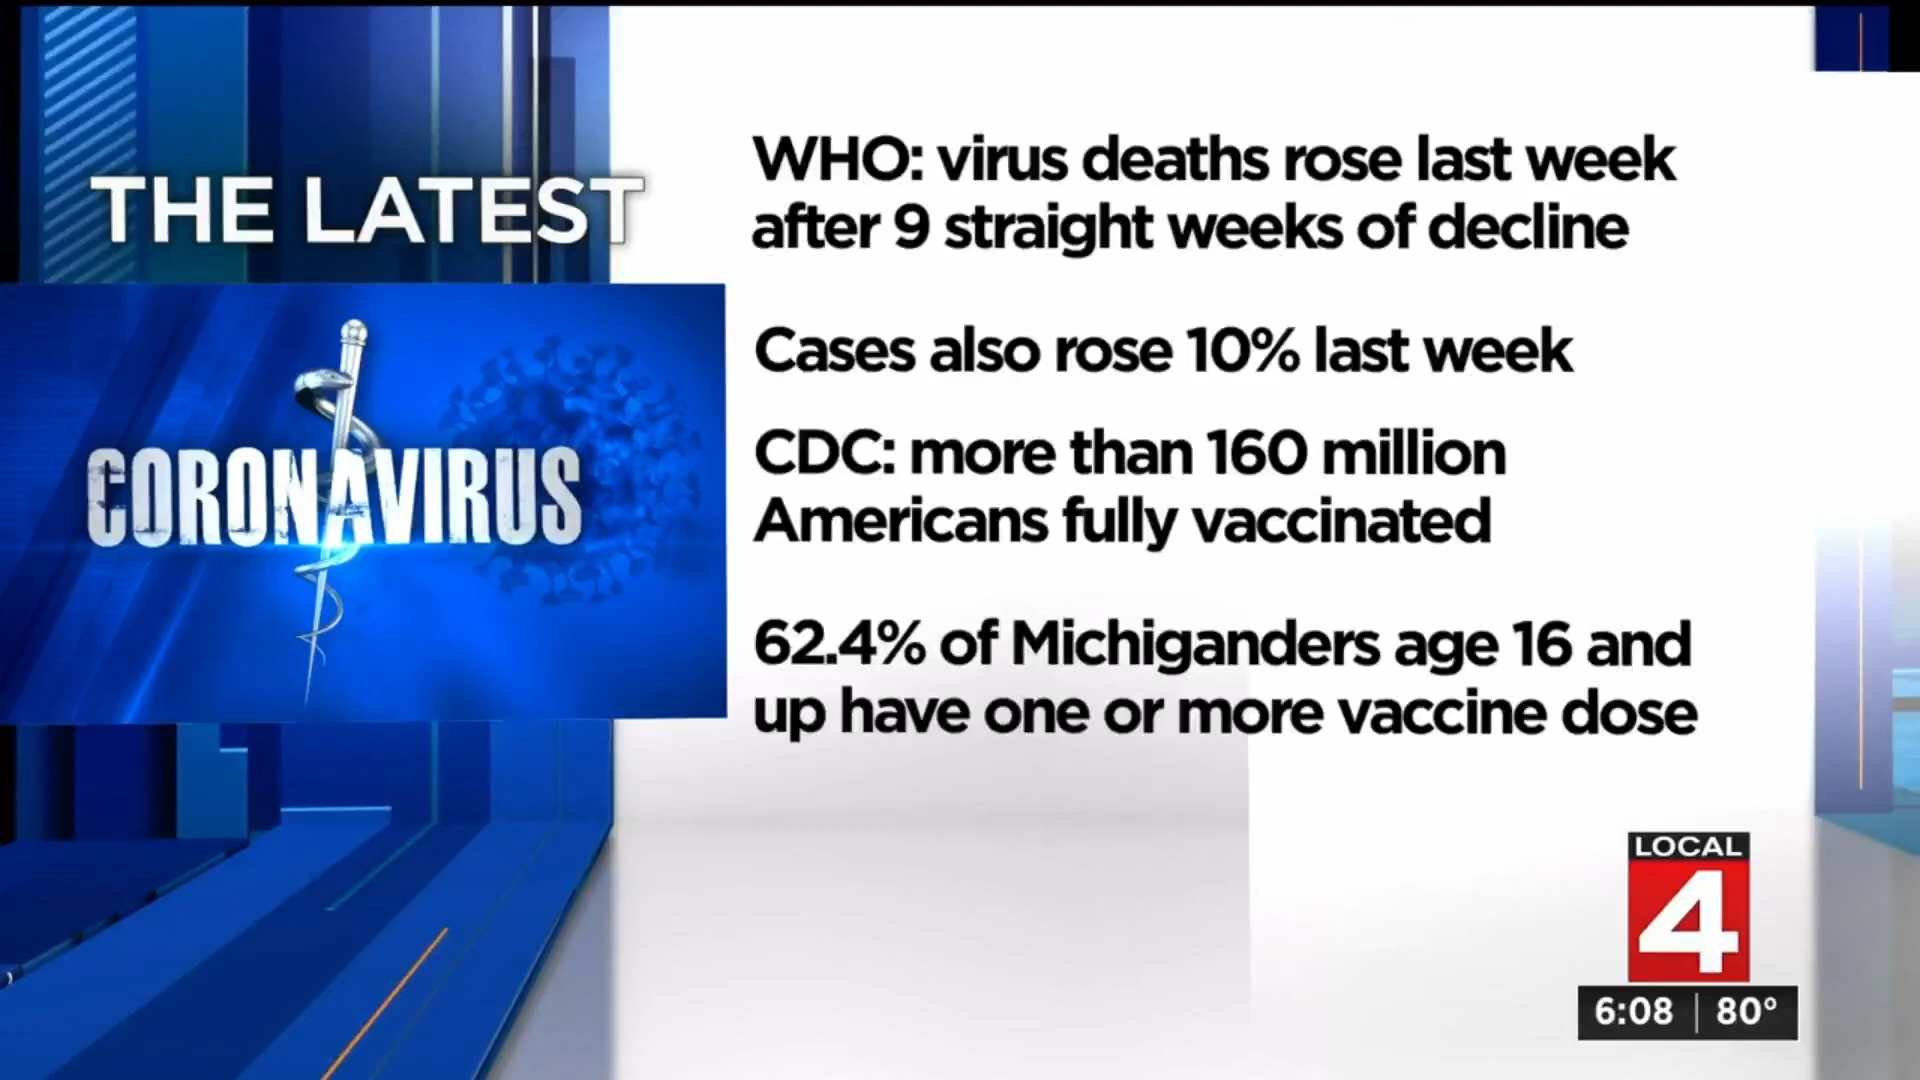 THE LATEST
CORONAVIRUS
WHO: virus deaths rose last week
after 9 straight weeks of decline
Cases also rose 10% last week
CDC: more than 160 million
Americans fully vaccinated
62.4% of Michiganders age 16 and
up have one or more vaccine dose
LOCAL
4
6:08 80°